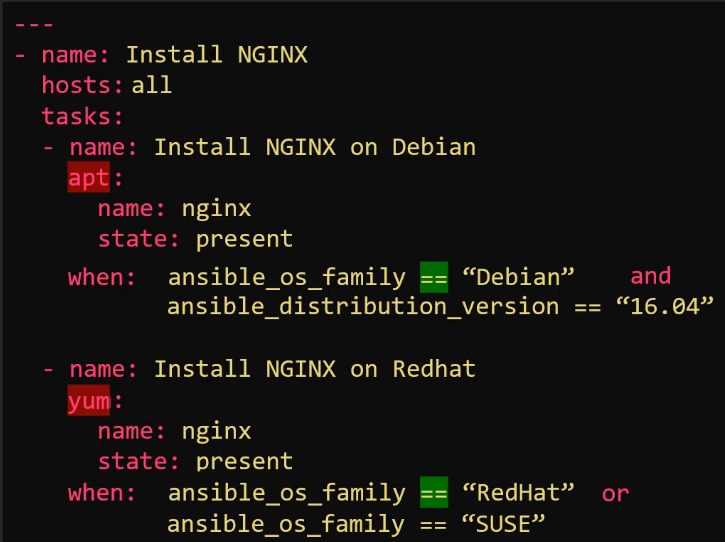 ---
- name: Install NGINX
  hosts: all
  tasks:
  - name: Install NGINX on Debian
    apt:
      name: nginx
      state: present
    when: ansible_os_family == “Debian” and
          ansible_distribution_version == “16.04”
  - name: Install NGINX on Redhat
    yum:
      name: nginx
      state: present
    when: ansible_os_family == “RedHat” or
          ansible_os_family == “SUSE”